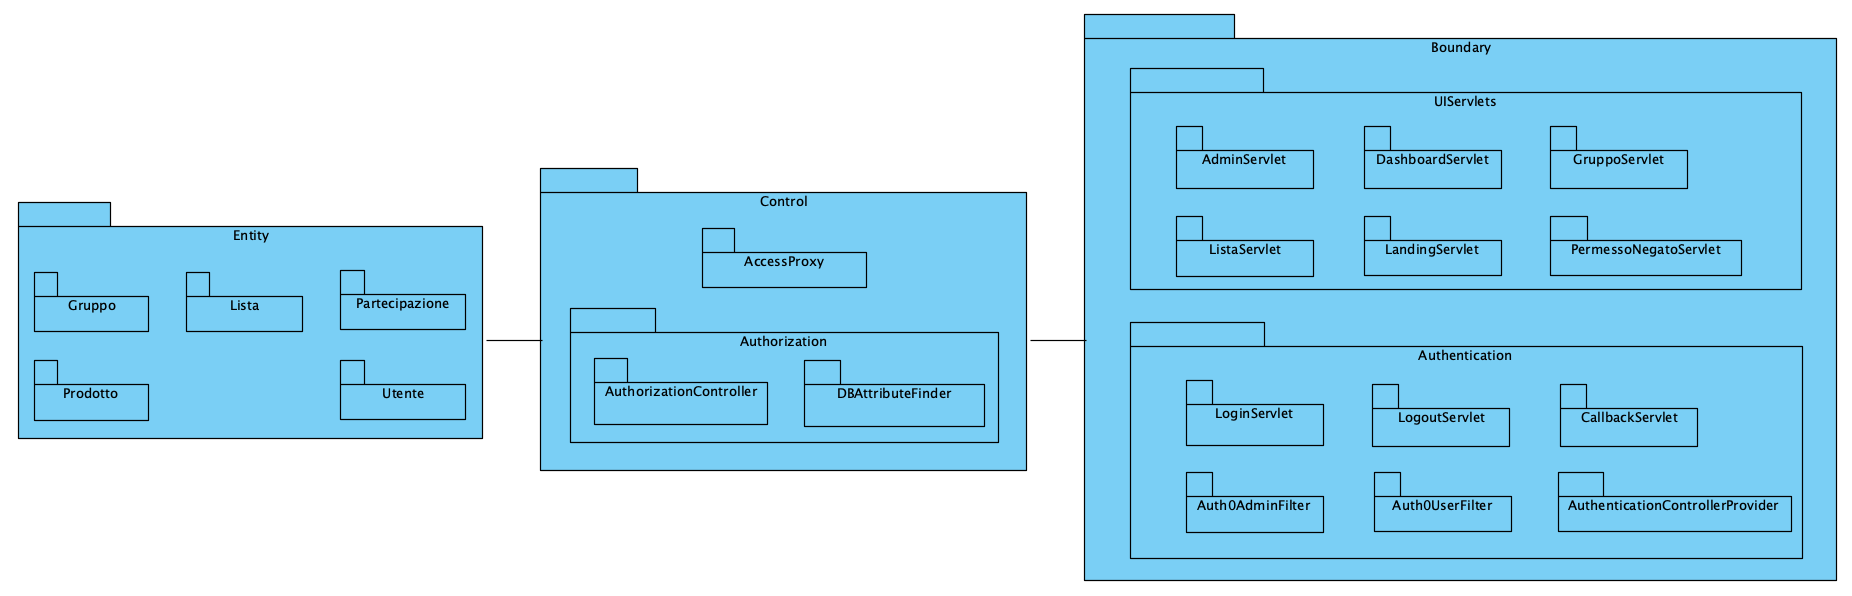 Entity
Gruppo
Lista
Partecipazione
Prodotto
Utente
Control
AccessProxy
Authorization
AuthorizationController
DBAttributeFinder
Boundary
UIServlets
AdminServlet
DashboardServlet
GruppoServlet
ListaServlet
LandingServlet
PermessoNegatoServlet
Authentication
LoginServlet
LogoutServlet
CallbackServlet
Auth0AdminFilter
Auth0UserFilter
AuthenticationControllerProvider